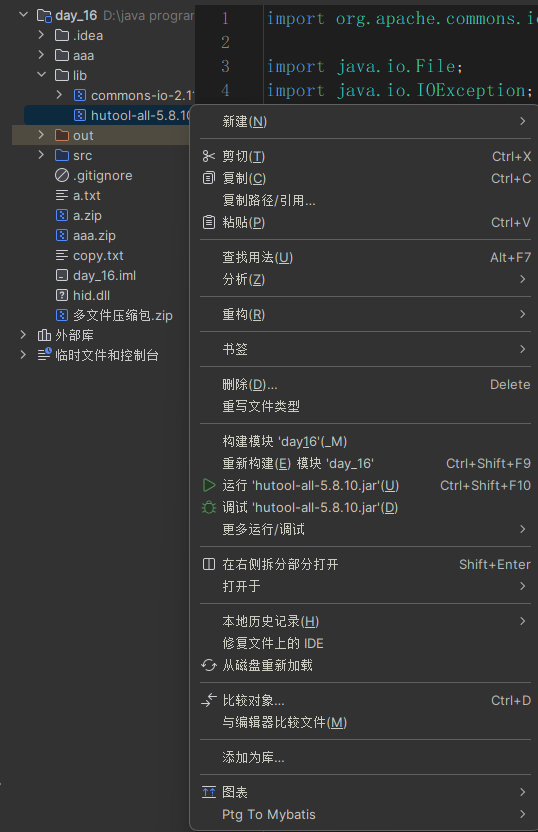 day_16 D:\java program
.idea
aaa
lib
commons-io-2.11
hutool-all-5.8.10
out
src
.gitignore
a.txt
a.zip
aaa.zip
copy.txt
day_16.iml
hid.dll
多文件压缩包.zip
外部库
临时文件和控制台
1 import org.apache.commons.io
2
3 import java.io.File;
4 import java.io.IOException;
新建(N)
剪切(T) Ctrl+X
复制(C) Ctrl+C
复制路径/引用...
粘贴(P) Ctrl+V
查找用法(U) Alt+F7
分析(Z)
重构(R)
书签
删除(D)... Delete
重写文件类型
构建模块 'day16'(_M)
重新构建(E) 模块 'day_16' Ctrl+Shift+F9
运行 'hutool-all-5.8.10.jar'(U) Ctrl+Shift+F10
调试 'hutool-all-5.8.10.jar'(D)
更多运行/调试
在右侧拆分部分打开 Shift+Enter
打开于
本地历史记录(H)
修复文件上的 IDE
从磁盘重新加载
比较对象... Ctrl+D
与编辑器比较文件(M)
添加为库...
图表
Ptg To Mybatis